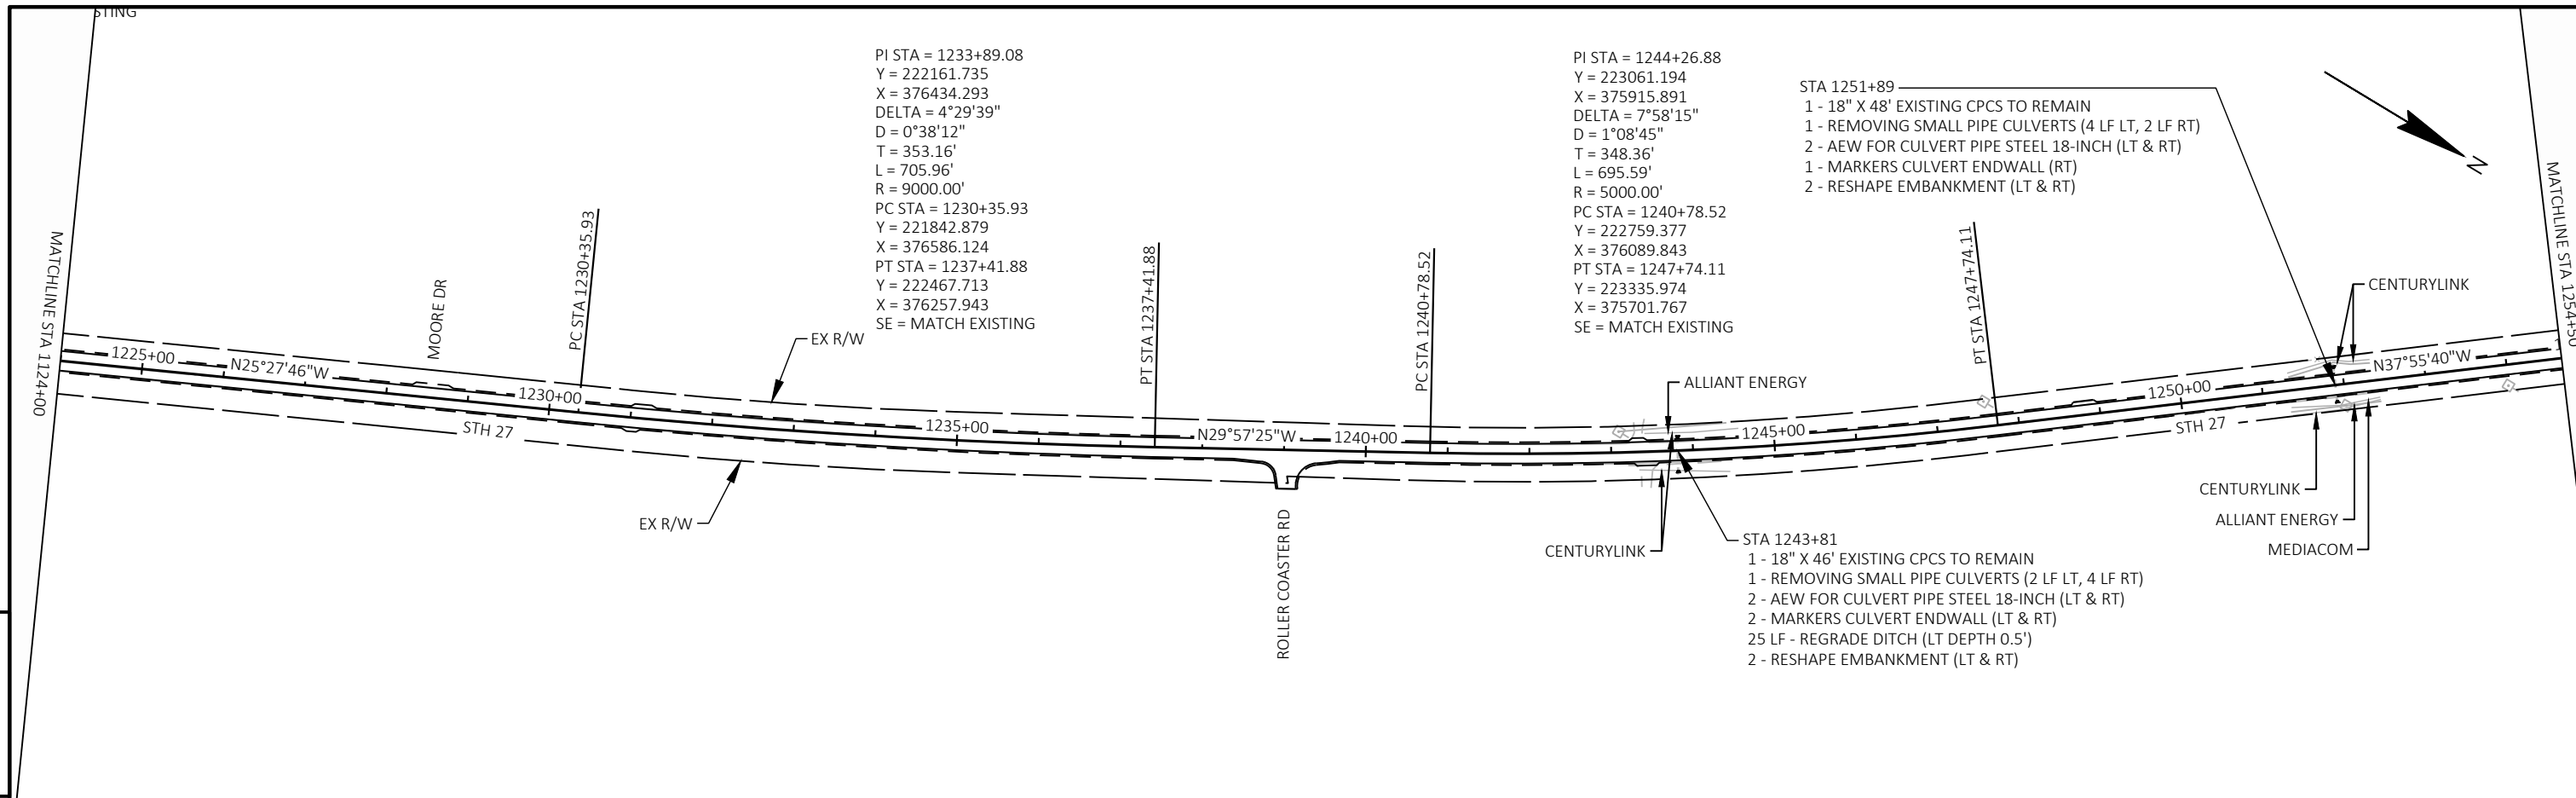 STING
PI STA = 1233+89.08
Y = 222161.735
X = 376434.293
DELTA = 4°29'39"
D = 0°38'12"
T = 353.16'
L = 705.96'
R = 9000.00'
PC STA = 1230+35.93
Y = 221842.879
X = 376586.124
PT STA = 1237+41.88
Y = 222467.713
X = 376257.943
SE = MATCH EXISTING
PI STA = 1244+26.88
Y = 223061.194
X = 375915.891
DELTA = 7°58'15"
D = 1°08'45"
T = 348.36'
L = 695.59'
R = 5000.00'
PC STA = 1240+78.52
Y = 222759.377
X = 376089.843
PT STA = 1247+74.11
Y = 223335.974
X = 375701.767
SE = MATCH EXISTING
STA 1251+89
1 - 18" X 48' EXISTING CPCS TO REMAIN
1 - REMOVING SMALL PIPE CULVERTS (4 LF LT, 2 LF RT)
2 - AEW FOR CULVERT PIPE STEEL 18-INCH (LT & RT)
1 - MARKERS CULVERT ENDWALL (RT)
2 - RESHAPE EMBANKMENT (LT & RT)
N
MATCHLINE STA 1124+00
MOORE DR
PC STA 1230+35.93
PT STA 1237+41.88
PC STA 1240+78.52
PT STA 1247+74.11
MATCHLINE STA 1254+50
CENTURYLINK
EX R/W
ALLIANT ENERGY
1225+00
N25°27'46"W
1230+00
1235+00
N29°57'25"W
1240+00
1245+00
1250+00
N37°55'40"W
STH 27
STH 27
EX R/W
ROLLER COASTER RD
CENTURYLINK
CENTURYLINK
ALLIANT ENERGY
MEDIACOM
STA 1243+81
1 - 18" X 46' EXISTING CPCS TO REMAIN
1 - REMOVING SMALL PIPE CULVERTS (2 LF LT, 4 LF RT)
2 - AEW FOR CULVERT PIPE STEEL 18-INCH (LT & RT)
2 - MARKERS CULVERT ENDWALL (LT & RT)
25 LF - REGRADE DITCH (LT DEPTH 0.5')
2 - RESHAPE EMBANKMENT (LT & RT)